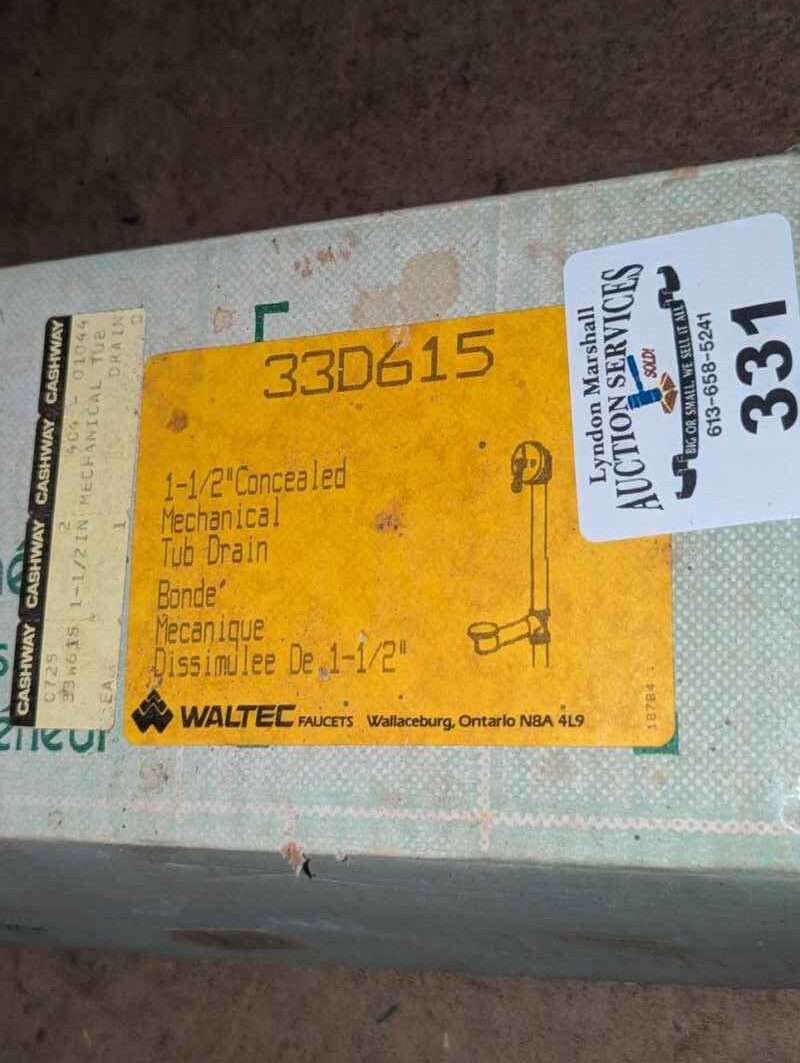 33D615
1-1/2"Concealed
Mechanical
Tub Drain
Bonde
Mecanique
Dissimulee De 1-1/2"
WALTEC FAUCETS Wallaceburg, Ontario N8A 4L9
18784
CASHWAY CASHWAY CASHWAY CASHWAY
0725 2 404 - 01044
1-1/2IN MECHANICAL TUB
EA 1 DRAIN
Lyndon Marshall
AUCTION SERVICES
SOLD!
BIG OR SMALL, WE SELL IT ALL
613-658-5241
331